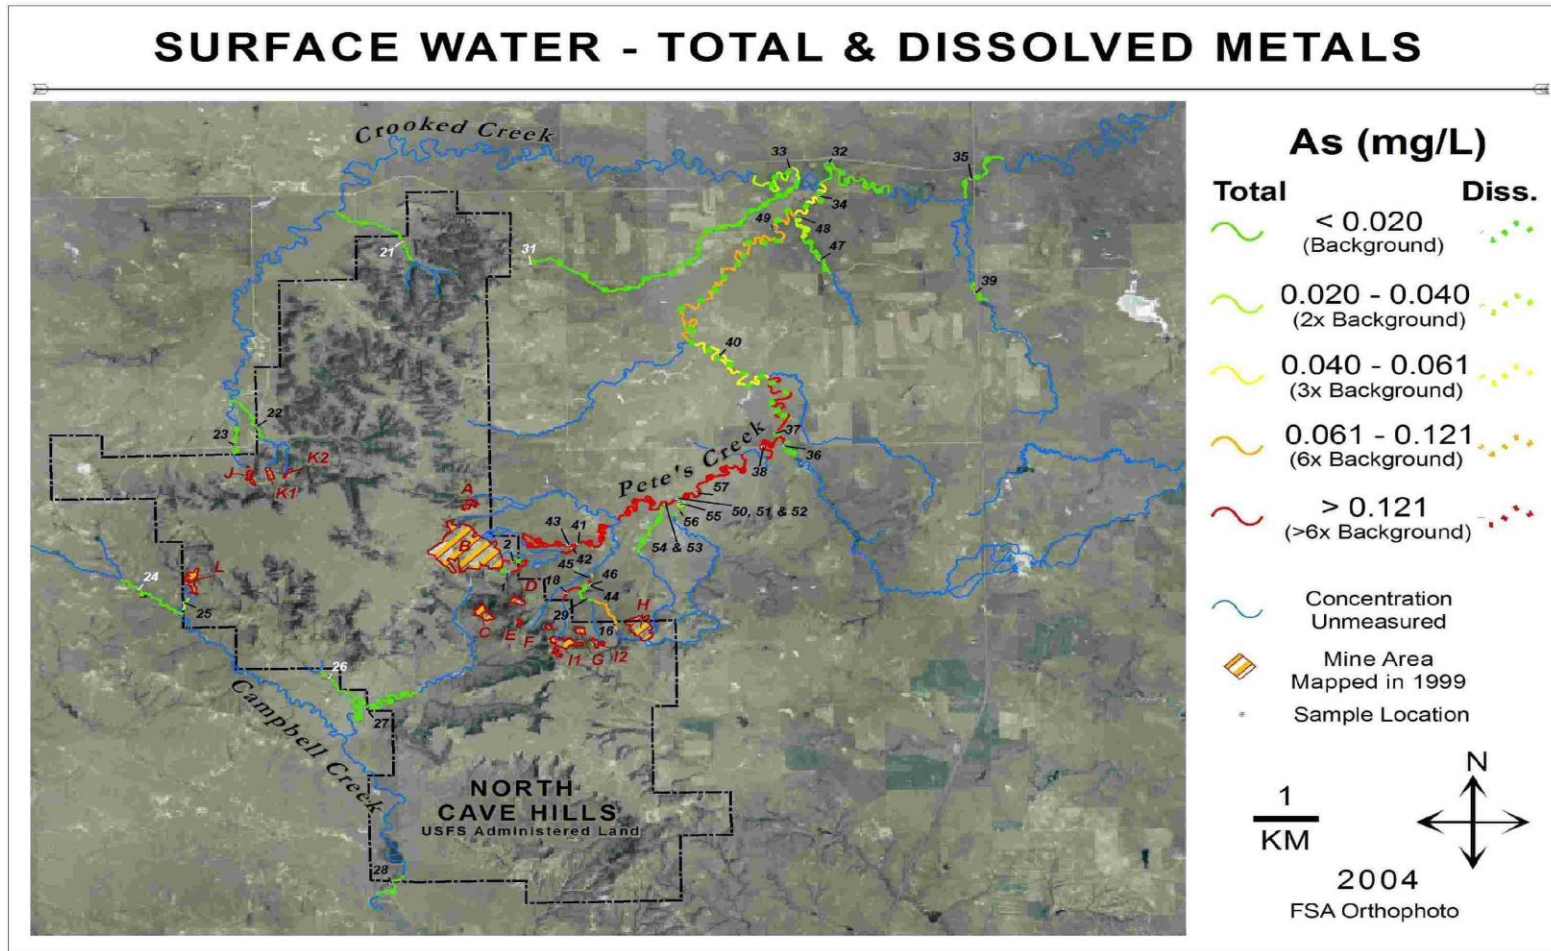 SURFACE WATER - TOTAL & DISSOLVED METALS
Crooked Creek
33
32
35
34
49
48
47
21
31
39
40
22
23
J
K2
K1
37
36
38
Pete's Creek
57
A
50, 51 & 52
55
56
54 & 53
43
41
42
B
2
45
46
18
D
44
29
H
16
C
E
F
I1
G
I2
24
L
25
26
27
Campbell Creek
28
NORTH
CAVE HILLS
USFS Administered Land
As (mg/L)
Total Diss.
< 0.020
(Background)
0.020 - 0.040
(2x Background)
0.040 - 0.061
(3x Background)
0.061 - 0.121
(6x Background)
> 0.121
(>6x Background)
Concentration
Unmeasured
Mine Area
Mapped in 1999
Sample Location
1
KM
N
2004
FSA Orthophoto